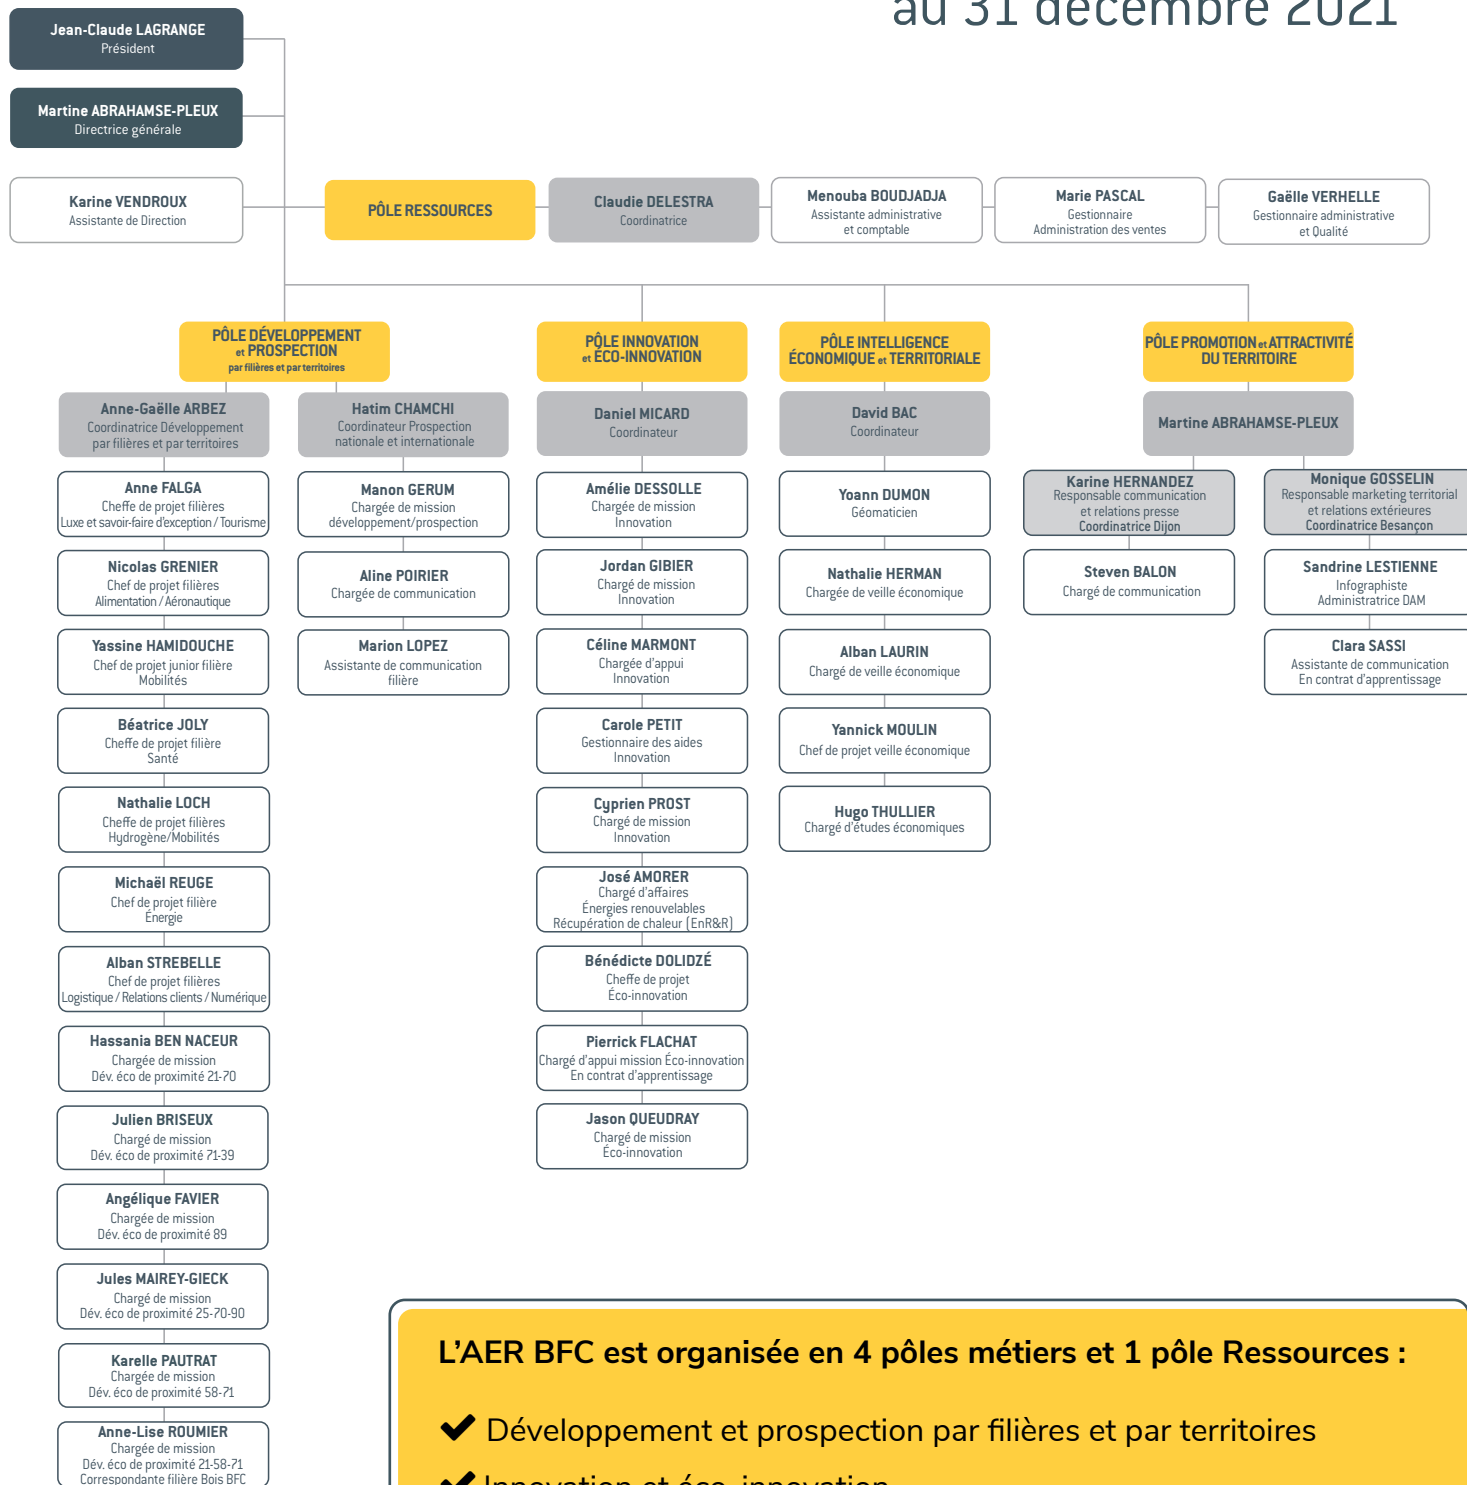 au 31 décembre 2021
Jean-Claude LAGRANGE
Président
Martine ABRAHAMSE-PLEUX
Directrice générale
Karine VENDROUX
Assistante de Direction
PÔLE RESSOURCES
Claudie DELESTRA
Coordinatrice
Menouba BOUDJADJA
Assistante administrative
et comptable
Marie PASCAL
Gestionnaire
Administration des ventes
Gaëlle VERHELLE
Gestionnaire administrative
et Qualité
PÔLE DÉVELOPPEMENT
et PROSPECTION
par filières et par territoires
Anne-Gaëlle ARBEZ
Coordinatrice Développement
par filières et par territoires
Anne FALGA
Cheffe de projet filières
Luxe et savoir-faire d'exception / Tourisme
Nicolas GRENIER
Chef de projet filières
Alimentation / Aéronautique
Yassine HAMIDOUCHE
Chef de projet junior filière
Mobilités
Béatrice JOLY
Cheffe de projet filière
Santé
Nathalie LOCH
Cheffe de projet filières
Hydrogène/Mobilités
Michaël REUGE
Chef de projet filière
Énergie
Alban STREBELLE
Chef de projet filières
Logistique / Relations clients / Numérique
Hassania BEN NACEUR
Chargée de mission
Dév. éco de proximité 21-70
Julien BRISEUX
Chargé de mission
Dév. éco de proximité 71-39
Angélique FAVIER
Chargée de mission
Dév. éco de proximité 89
Jules MAIREY-GIECK
Chargé de mission
Dév. éco de proximité 25-70-90
Karelle PAUTRAT
Chargée de mission
Dév. éco de proximité 58-71
Anne-Lise ROUMIER
Chargée de mission
Dév. éco de proximité 21-58-71
Correspondante filière Bois BFC
Hatim CHAMCHI
Coordinateur Prospection
nationale et internationale
Manon GERUM
Chargée de mission
développement/prospection
Aline POIRIER
Chargée de communication
Marion LOPEZ
Assistante de communication
filière
PÔLE INNOVATION
et ÉCO-INNOVATION
Daniel MICARD
Coordinateur
Amélie DESSOLLE
Chargée de mission
Innovation
Jordan GIBIER
Chargé de mission
Innovation
Céline MARMONT
Chargée d'appui
Innovation
Carole PETIT
Gestionnaire des aides
Innovation
Cyprien PROST
Chargé de mission
Innovation
José AMORER
Chargé d'affaires
Énergies renouvelables
Récupération de chaleur (EnR&R)
Bénédicte DOLIDZÉ
Cheffe de projet
Éco-innovation
Pierrick FLACHAT
Chargé d'appui mission Éco-innovation
En contrat d'apprentissage
Jason QUEUDRAY
Chargé de mission
Éco-innovation
PÔLE INTELLIGENCE
ÉCONOMIQUE et TERRITORIALE
David BAC
Coordinateur
Yoann DUMON
Géomaticien
Nathalie HERMAN
Chargée de veille économique
Alban LAURIN
Chargé de veille économique
Yannick MOULIN
Chef de projet veille économique
Hugo THULLIER
Chargé d'études économiques
PÔLE PROMOTION et ATTRACTIVITÉ
DU TERRITOIRE
Martine ABRAHAMSE-PLEUX
Karine HERNANDEZ
Responsable communication
et relations presse
Coordinatrice Dijon
Steven BALON
Chargé de communication
Monique GOSSELIN
Responsable marketing territorial
et relations extérieures
Coordinatrice Besançon
Sandrine LESTIENNE
Infographiste
Administratrice DAM
Clara SASSI
Assistante de communication
En contrat d'apprentissage
L'AER BFC est organisée en 4 pôles métiers et 1 pôle Ressources :
✔ Développement et prospection par filières et par territoires
✔ Innovation et éco-innovation